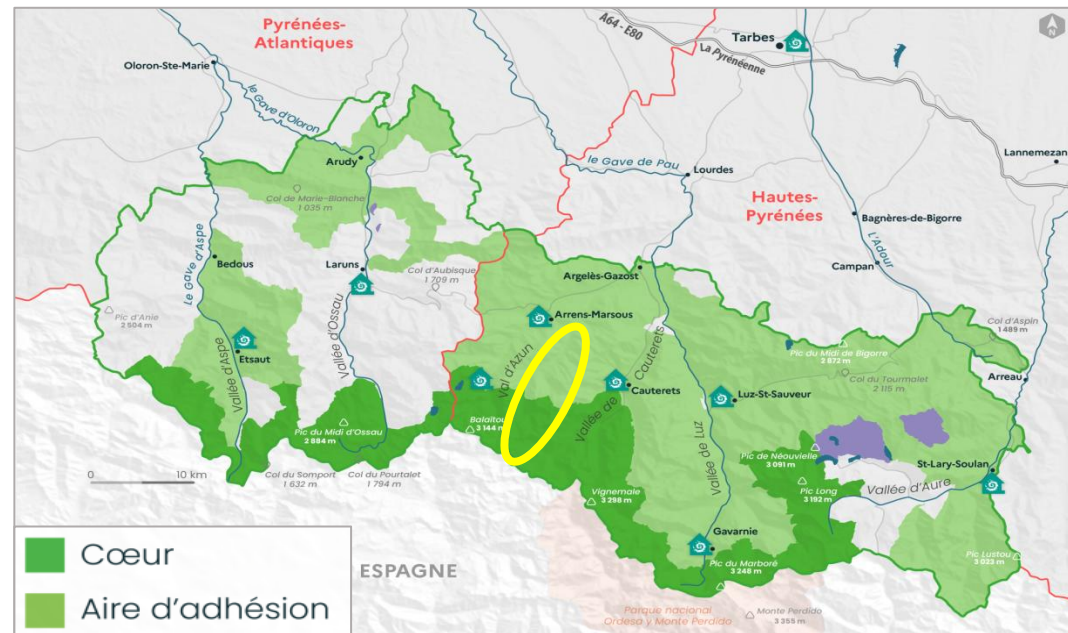 Pyrénées-
Atlantiques
A64 - E80
Tarbes
La Pyrénéenne
N
Oloron-Ste-Marie
le Gave d'Oloron
Arudy
le Gave de Pau
Lourdes
Lannemezan
Col de Marie-Blanche
1 035 m
Hautes-
Pyrénées
Bagnères-de-Bigorre
L'Adour
Le Gave d'Aspe
Bedous
Laruns
Col d'Aubisque
1 709 m
Argelès-Gazost
Campan
Pic d'Anie
2 504 m
Vallée d'Ossau
Arrens-Marsous
Col d'Aspin
1 489 m
Etsaut
Vallée d'Aspe
Val d'Azun
Vallée de Cauterets
Cauterets
Pic du Midi de Bigorre
2 872 m
Col du Tourmalet
2 115 m
Arreau
Luz-St-Sauveur
Pic du Midi d'Ossau
2 884 m
Balaïtou
3 144 m
Vallée de Luz
Pic de Néouvielle
3 091 m
St-Lary-Soulan
0
10 km
Col du Somport
1 632 m
Col du Pourtalet
1 794 m
Vignemale
3 298 m
Pic Long
3 192 m
Vallée d'Aure
Gavarnie
Pic du Marboré
3 248 m
Pic Lustou
3 023 m
Cœur
Aire d'adhésion
ESPAGNE
Parque nacional
Ordesa y Monte Perdido
Monte Perdido
3 355 m